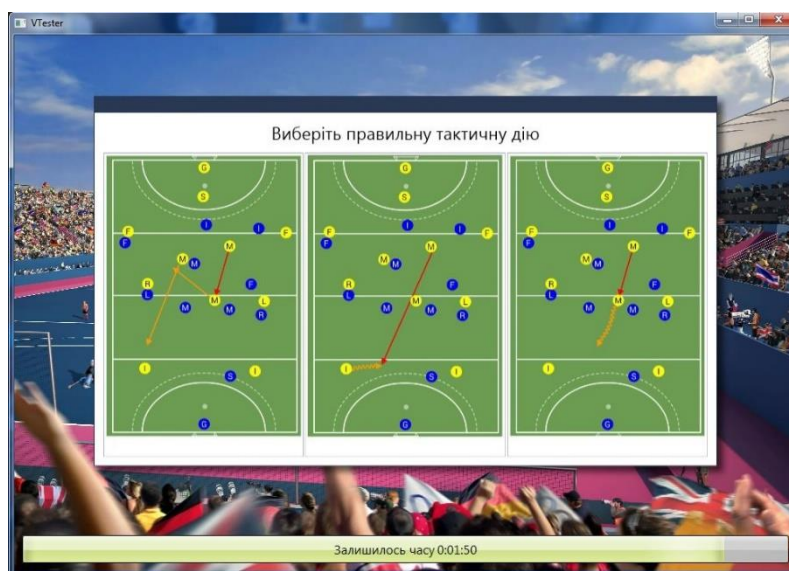 VTester
Виберіть правильну тактичну дію
G
S
I I
F F
F M
M M
R F
L M L
M M R
I I
S
G
G
S
I I
F F
F M
M M
R F
L M L
M M R
I I
S
G
G
S
I I
F F
F M
M M
R F
L M L
M M R
I I
S
G
Залишилось часу 0:01:50